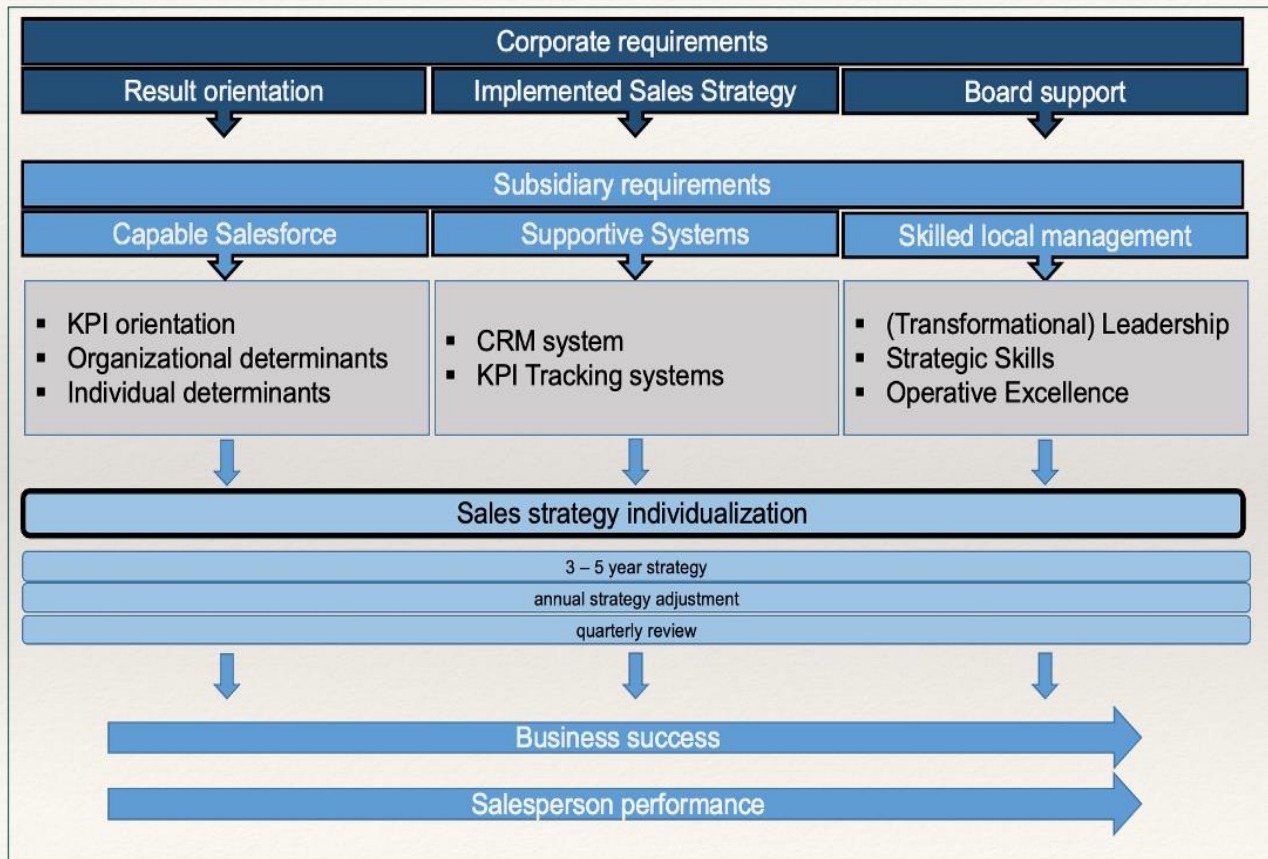 Corporate requirements
Result orientation
Implemented Sales Strategy
Board support
Subsidiary requirements
Capable Salesforce
Supportive Systems
Skilled local management
▪ KPI orientation
▪ Organizational determinants
▪ Individual determinants
▪ CRM system
▪ KPI Tracking systems
▪ (Transformational) Leadership
▪ Strategic Skills
▪ Operative Excellence
Sales strategy individualization
3 – 5 year strategy
annual strategy adjustment
quarterly review
Business success
Salesperson performance